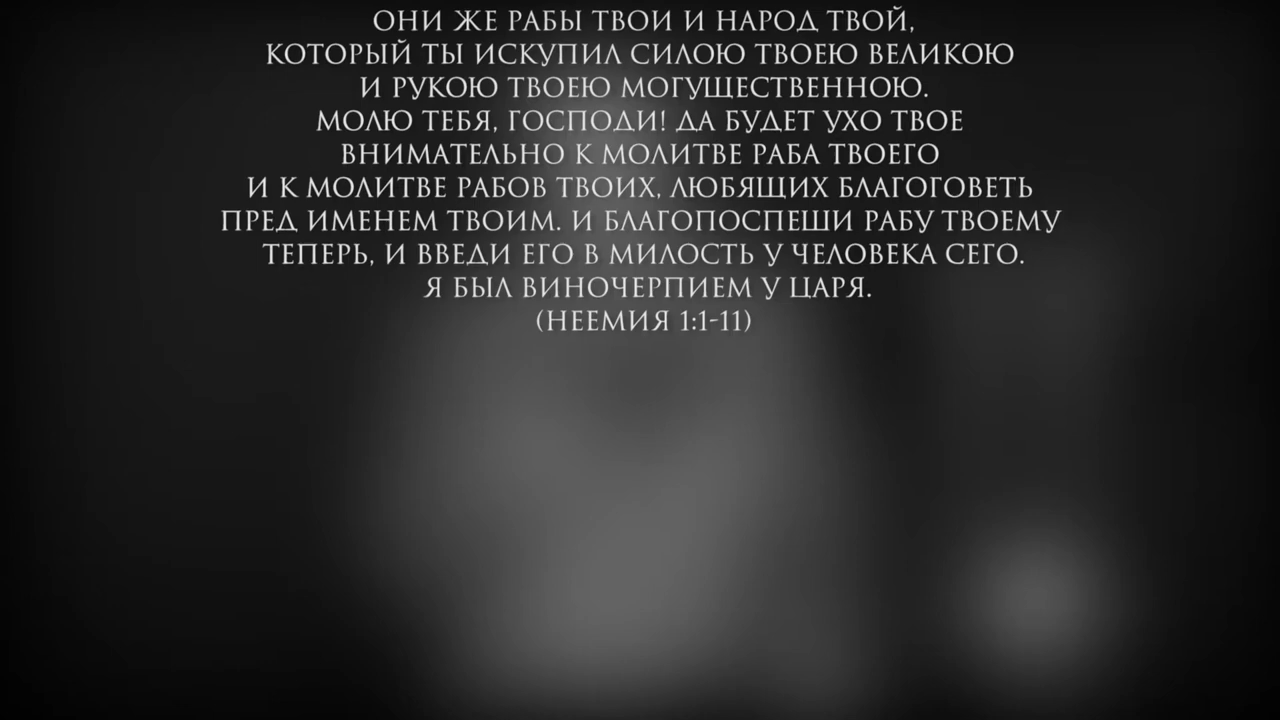 ОНИ ЖЕ РАБЫ ТВОИ И НАРОД ТВОЙ,
КОТОРЫЙ ТЫ ИСКУПИЛ СИЛОЮ ТВОЕЮ ВЕЛИКОЮ
И РУКОЮ ТВОЕЮ МОГУЩЕСТВЕННОЮ.
МОЛЮ ТЕБЯ, ГОСПОДИ! ДА БУДЕТ УХО ТВОЕ
ВНИМАТЕЛЬНО К МОЛИТВЕ РАБА ТВОЕГО
И К МОЛИТВЕ РАБОВ ТВОИХ, ЛЮБЯЩИХ БЛАГОГОВЕТЬ
ПРЕД ИМЕНЕМ ТВОИМ. И БЛАГОПОСПЕШИ РАБУ ТВОЕМУ
ТЕПЕРЬ, И ВВЕДИ ЕГО В МИЛОСТЬ У ЧЕЛОВЕКА СЕГО.
Я БЫЛ ВИНОЧЕРПИЕМ У ЦАРЯ.
(НЕЕМИЯ 1:1-11)